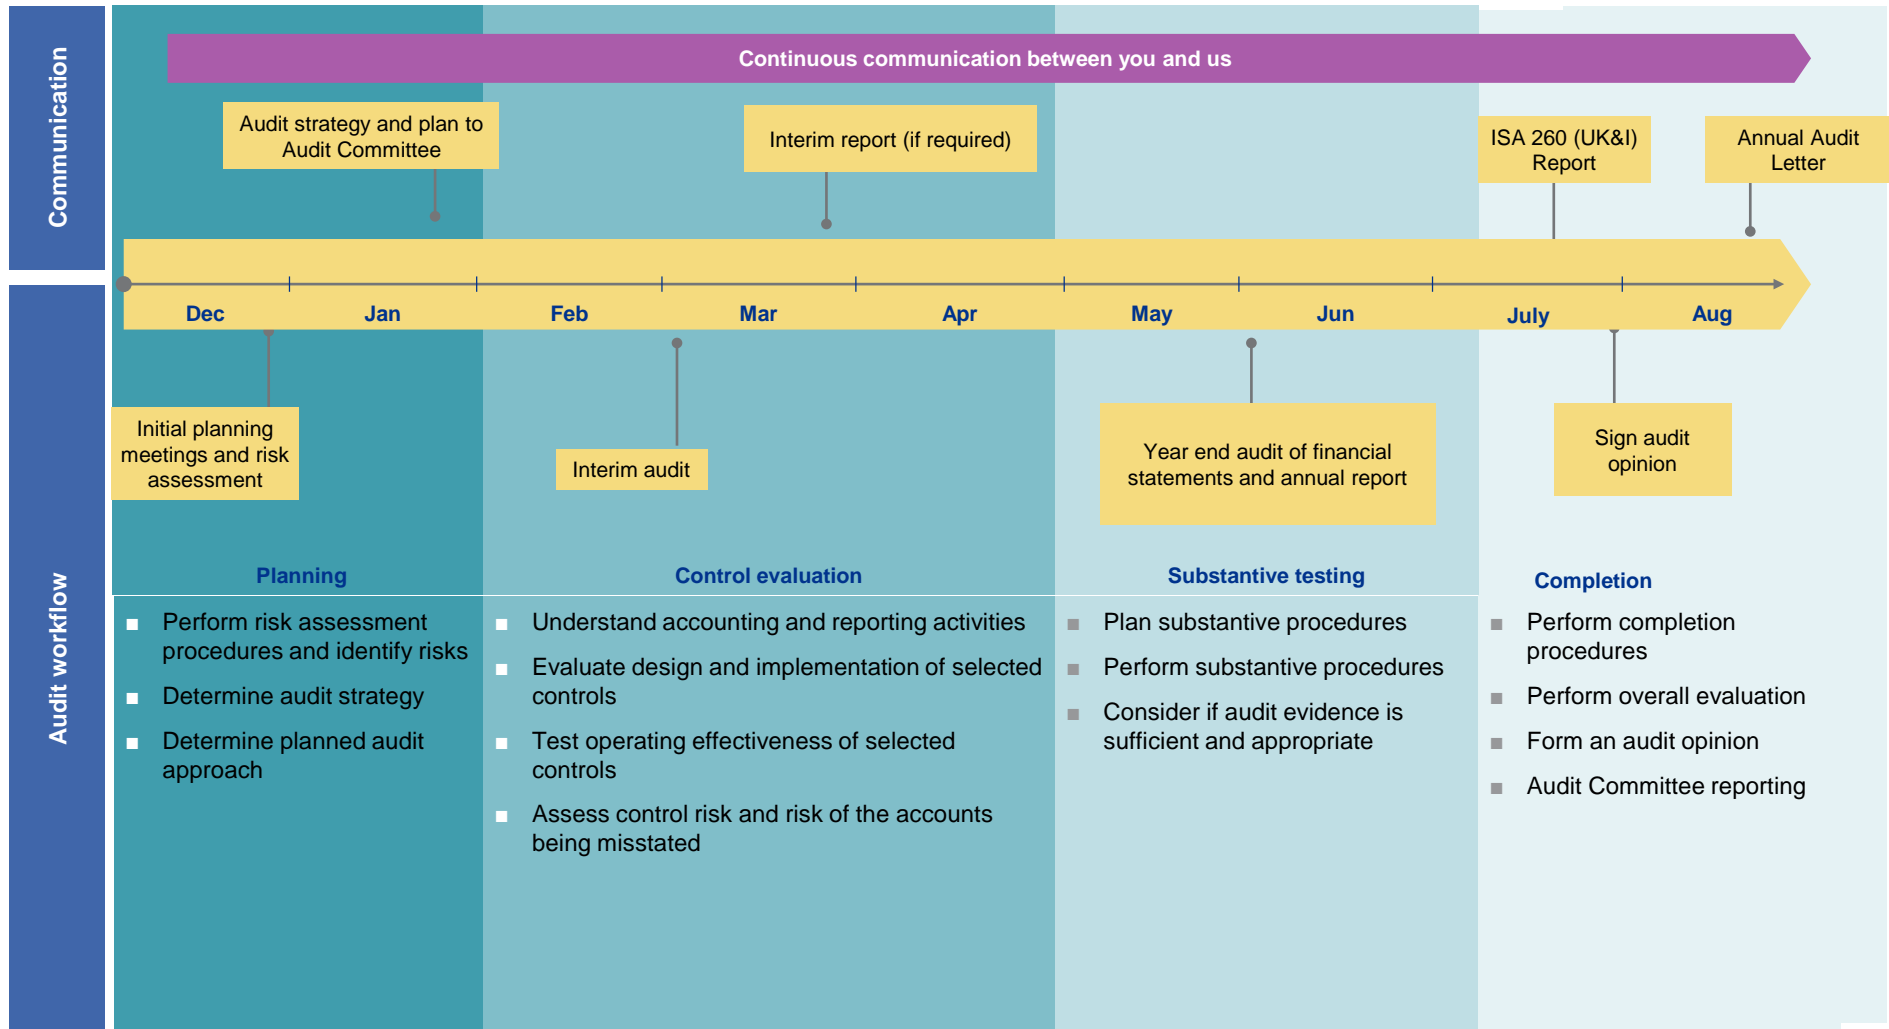 Communication
Continuous communication between you and us
Audit strategy and plan to
Audit Committee
Interim report (if required)
ISA 260 (UK&I)
Report
Annual Audit
Letter
Dec
Jan
Feb
Mar
Apr
May
Jun
July
Aug
Audit workflow
Initial planning
meetings and risk
assessment
Interim audit
Year end audit of financial
statements and annual report
Sign audit
opinion
Planning
Perform risk assessment
procedures and identify risks
Determine audit strategy
Determine planned audit
approach
Control evaluation
Understand accounting and reporting activities
Evaluate design and implementation of selected
controls
Test operating effectiveness of selected
controls
Assess control risk and risk of the accounts
being misstated
Substantive testing
Plan substantive procedures
Perform substantive procedures
Consider if audit evidence is
sufficient and appropriate
Completion
Perform completion
procedures
Perform overall evaluation
Form an audit opinion
Audit Committee reporting